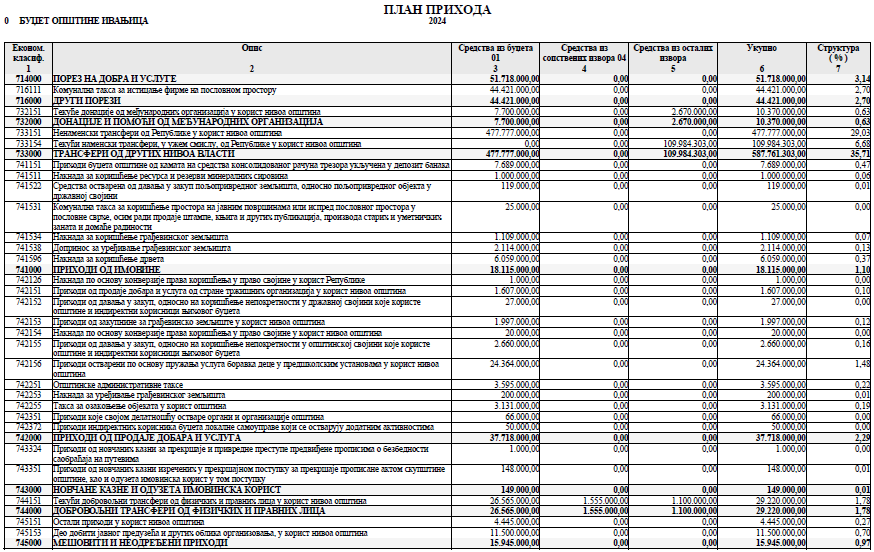 ПЛАН ПРИХОДА
0 БУЏЕТ ОПШТИНЕ ИВАЊИЦА 2024
Економ. Опис Средства из буџета Средства из Средства из осталих Укупно Структура
класиф. 01 сопствених извора 04 извора ( % )
1 2 3 4 5 6 7
714000 ПОРЕЗ НА ДОБРА И УСЛУГЕ 51.718.000,00 0,00 0,00 51.718.000,00 3,14
716111 Комунална такса за истицање фирме на пословном простору 44.421.000,00 0,00 0,00 44.421.000,00 2,70
716000 ДРУГИ ПОРЕЗИ 44.421.000,00 0,00 0,00 44.421.000,00 2,70
732151 Текуће донације од међународних организација у корист нивоа општина 7.700.000,00 0,00 2.670.000,00 10.370.000,00 0,63
732000 ДОНАЦИЈЕ И ПОМОЋИ ОД МЕЂУНАРОДНИХ ОРГАНИЗАЦИЈА 7.700.000,00 0,00 2.670.000,00 10.370.000,00 0,63
733151 Ненаменски трансфери од Републике у корист нивоа општина 477.777.000,00 0,00 0,00 477.777.000,00 29,03
733154 Текући наменски трансфери, у ужем смислу, од Републике у корист нивоа општина 0,00 0,00 109.984.303,00 109.984.303,00 6,68
733000 ТРАНСФЕРИ ОД ДРУГИХ НИВОА ВЛАСТИ 477.777.000,00 0,00 109.984.303,00 587.761.303,00 35,71
741151 Приходи буџета општине од камата на средства консолидованог рачуна трезора укључена у депозит банака 7.689.000,00 0,00 0,00 7.689.000,00 0,47
741511 Накнада за коришћење ресурса и резерви минералних сировина 1.000.000,00 0,00 0,00 1.000.000,00 0,06
741522 Средства остварена од давања у закуп пољопривредног земљишта, односно пољопривредног објекта у 119.000,00 0,00 0,00 119.000,00 0,01
државној својини
741531 Комунална такса за коришћење простора на јавним површинама или испред пословног простора у 25.000,00 0,00 0,00 25.000,00 0,00
пословне сврхе, осим ради продаје штампе, књига и других публикација, производа старих и уметничких
заната и домаће радиности
741534 Накнада за коришћење грађевинског земљишта 1.109.000,00 0,00 0,00 1.109.000,00 0,07
741538 Допринос за уређивање грађевинског земљишта 2.114.000,00 0,00 0,00 2.114.000,00 0,13
741596 Накнада за коришћење дрвета 6.059.000,00 0,00 0,00 6.059.000,00 0,37
741000 ПРИХОДИ ОД ИМОВИНЕ 18.115.000,00 0,00 0,00 18.115.000,00 1,10
742126 Накнада по основу конверзије права коришћења у право својине у корист Републике 1.000,00 0,00 0,00 1.000,00 0,00
742151 Приходи од продаје добара и услуга од стране тржишних организација у корист нивоа општина 1.607.000,00 0,00 0,00 1.607.000,00 0,10
742152 Приходи од давања у закуп, односно на коришћење непокретности у државној својини које користе 27.000,00 0,00 0,00 27.000,00 0,00
општине и индиректни корисници њиховог буџета
742153 Приходи од закупнине за грађевинско земљиште у корист нивоа општина 1.997.000,00 0,00 0,00 1.997.000,00 0,12
742154 Накнада по основу конверзије права коришћења у право својине у корист нивоа општина 20.000,00 0,00 0,00 20.000,00 0,00
742155 Приходи од давања у закуп, односно на коришћење непокретности у општинској својини које користе 2.660.000,00 0,00 0,00 2.660.000,00 0,16
општине и индиректни корисници њиховог буџета
742156 Приходи остварени по основу пружања услуга боравка деце у предшколским установама у корист нивоа 24.364.000,00 0,00 0,00 24.364.000,00 1,48
општина
742251 Општинске административне таксе 3.595.000,00 0,00 0,00 3.595.000,00 0,22
742253 Накнада за уређивање грађевинског земљишта 200.000,00 0,00 0,00 200.000,00 0,01
742255 Такса за озакоњење објеката у корист општина 3.131.000,00 0,00 0,00 3.131.000,00 0,19
742351 Приходи које својом делатношћу остваре органи и организације општина 66.000,00 0,00 0,00 66.000,00 0,00
742372 Приходи индиректних корисника буџета локалне самоуправе који се остварују додатним активностима 50.000,00 0,00 0,00 50.000,00 0,00
742000 ПРИХОДИ ОД ПРОДАЈЕ ДОБАРА И УСЛУГА 37.718.000,00 0,00 0,00 37.718.000,00 2,29
743324 Приходи од новчаних казни за прекршаје и привредне преступе предвиђене прописима о безбедности 1.000,00 0,00 0,00 1.000,00 0,00
саобраћаја на путевима
743351 Приходи од новчаних казни изречених у прекршајном поступку за прекршаје прописане актом скупштине 148.000,00 0,00 0,00 148.000,00 0,01
општине, као и одузета имовинска корист у том поступку
743000 НОВЧАНЕ КАЗНЕ И ОДУЗЕТА ИМОВИНСКА КОРИСТ 149.000,00 0,00 0,00 149.000,00 0,01
744151 Текући добровољни трансфери од физичких и правних лица у корист нивоа општина 26.565.000,00 1.555.000,00 1.100.000,00 29.220.000,00 1,78
744000 ДОБРОВОЉНИ ТРАНСФЕРИ ОД ФИЗИЧКИХ И ПРАВНИХ ЛИЦА 26.565.000,00 1.555.000,00 1.100.000,00 29.220.000,00 1,78
745151 Остали приходи у корист нивоа општина 4.445.000,00 0,00 0,00 4.445.000,00 0,27
745153 Део добити јавног предузећа и других облика организовања, у корист нивоа општина 11.500.000,00 0,00 0,00 11.500.000,00 0,70
745000 МЕШОВИТИ И НЕОДРЕЂЕНИ ПРИХОДИ 15.945.000,00 0,00 0,00 15.945.000,00 0,97